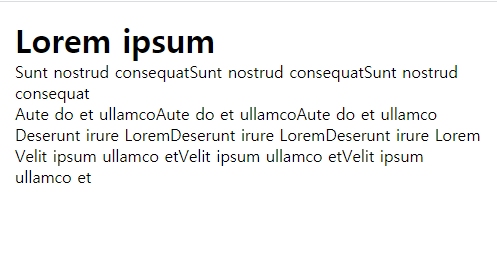 Lorem ipsum
Sunt nostrud consequatSunt nostrud consequatSunt nostrud
consequat
Aute do et ullamcoAute do et ullamcoAute do et ullamco
Deserunt irure LoremDeserunt irure LoremDeserunt irure Lorem
Velit ipsum ullamco etVelit ipsum ullamco etVelit ipsum
ullamco et